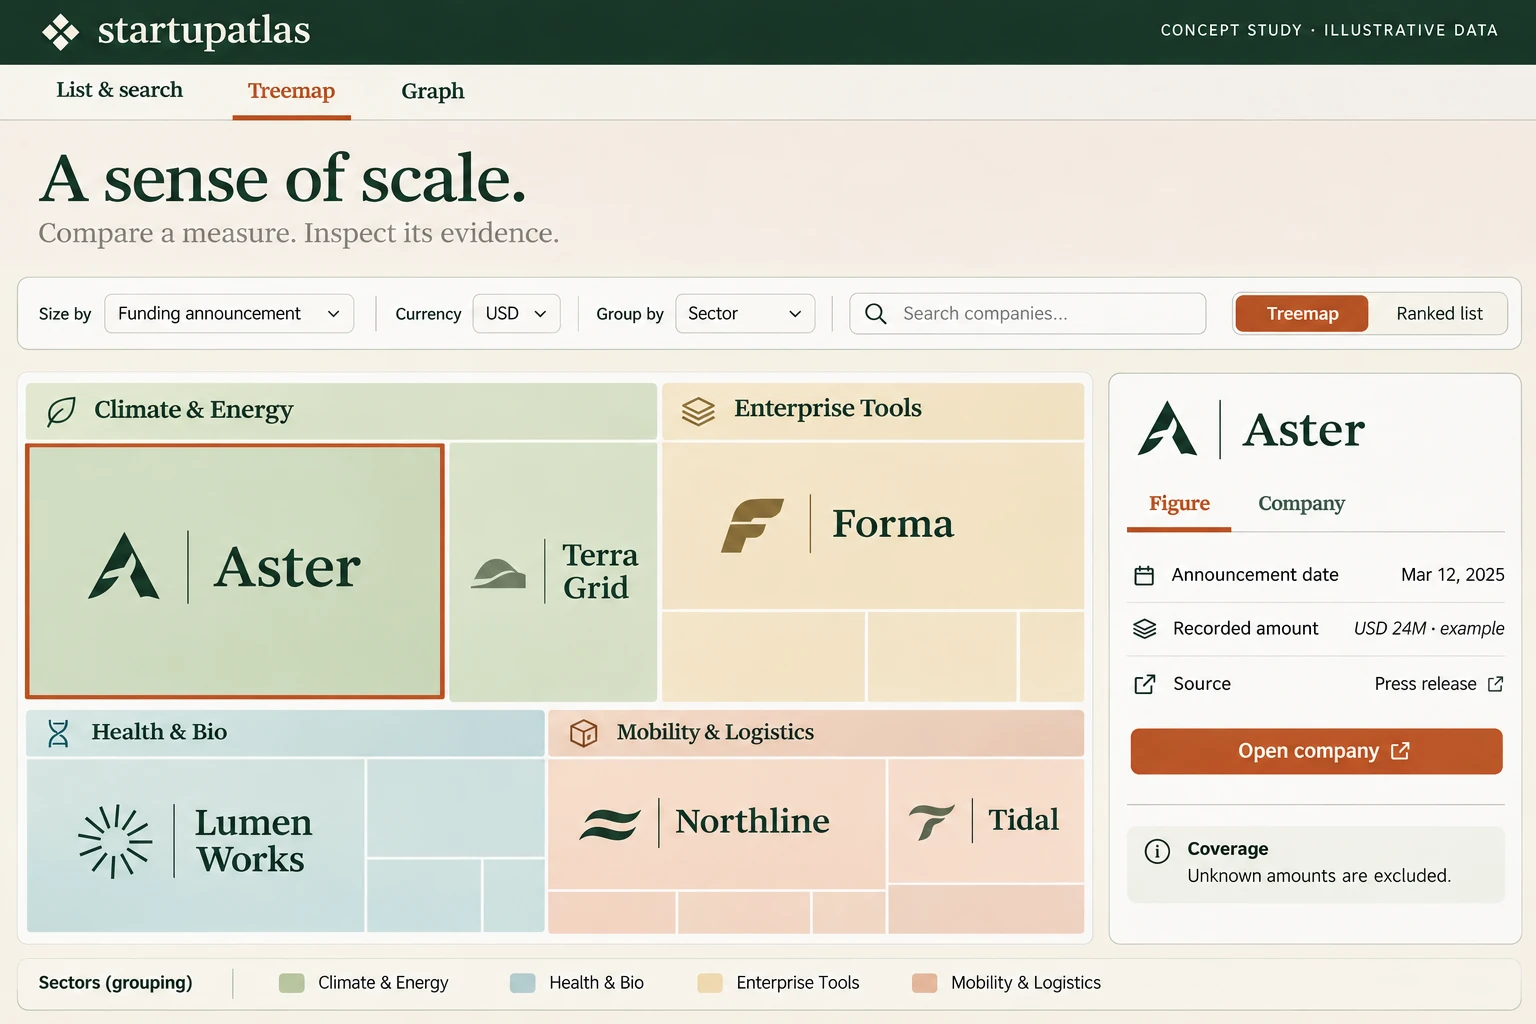 startupatlas
CONCEPT STUDY · ILLUSTRATIVE DATA
List & search
Treemap
Graph
A sense of scale.
Compare a measure. Inspect its evidence.
Size by
Funding announcement
Currency
USD
Group by
Sector
Search companies...
Treemap
Ranked list
Climate & Energy
Aster
Terra
Grid
Enterprise Tools
Forma
Health & Bio
Lumen
Works
Mobility & Logistics
Northline
Tidal
Aster
Figure
Company
Announcement date
Mar 12, 2025
Recorded amount
USD 24M · example
Source
Press release
Open company
Coverage
Unknown amounts are excluded.
Sectors (grouping)
Climate & Energy
Health & Bio
Enterprise Tools
Mobility & Logistics